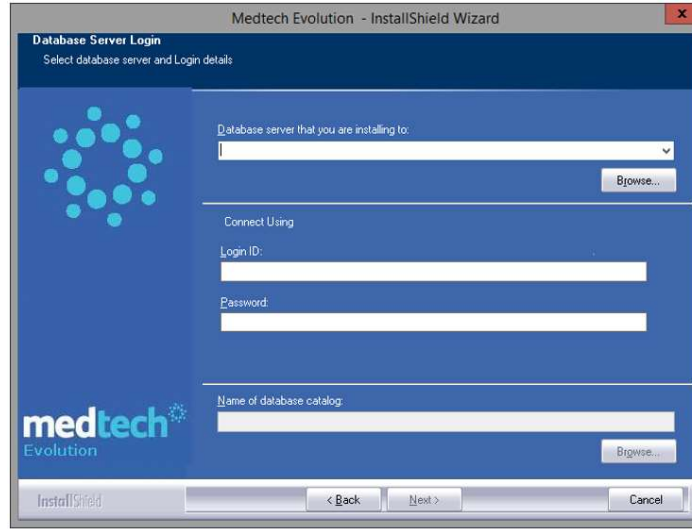 Medtech Evolution - InstallShield Wizard
x
Database Server Login
Select database server and Login details
Database server that you are installing to:
Browse...
Connect Using
Login ID:
Password:
Name of database catalog:
Browse...
medtech
Evolution
InstallShield
< Back
Next >
Cancel